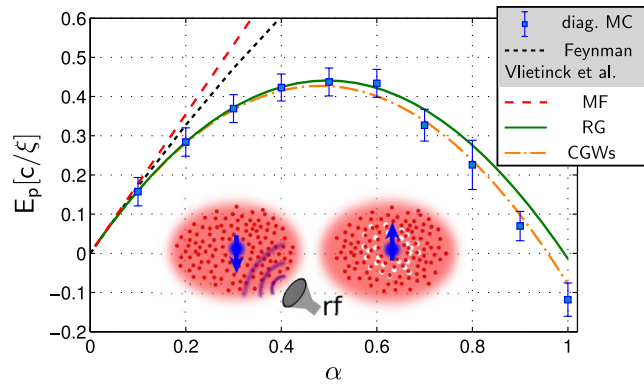 0.6
0.5
0.4
0.3
0.2
0.1
0
-0.1
-0.2
E_p[c/ξ]
0
0.2
0.4
0.6
0.8
1
α
diag. MC
Feynman
Vlietinck et al.
MF
RG
CGWs
rf